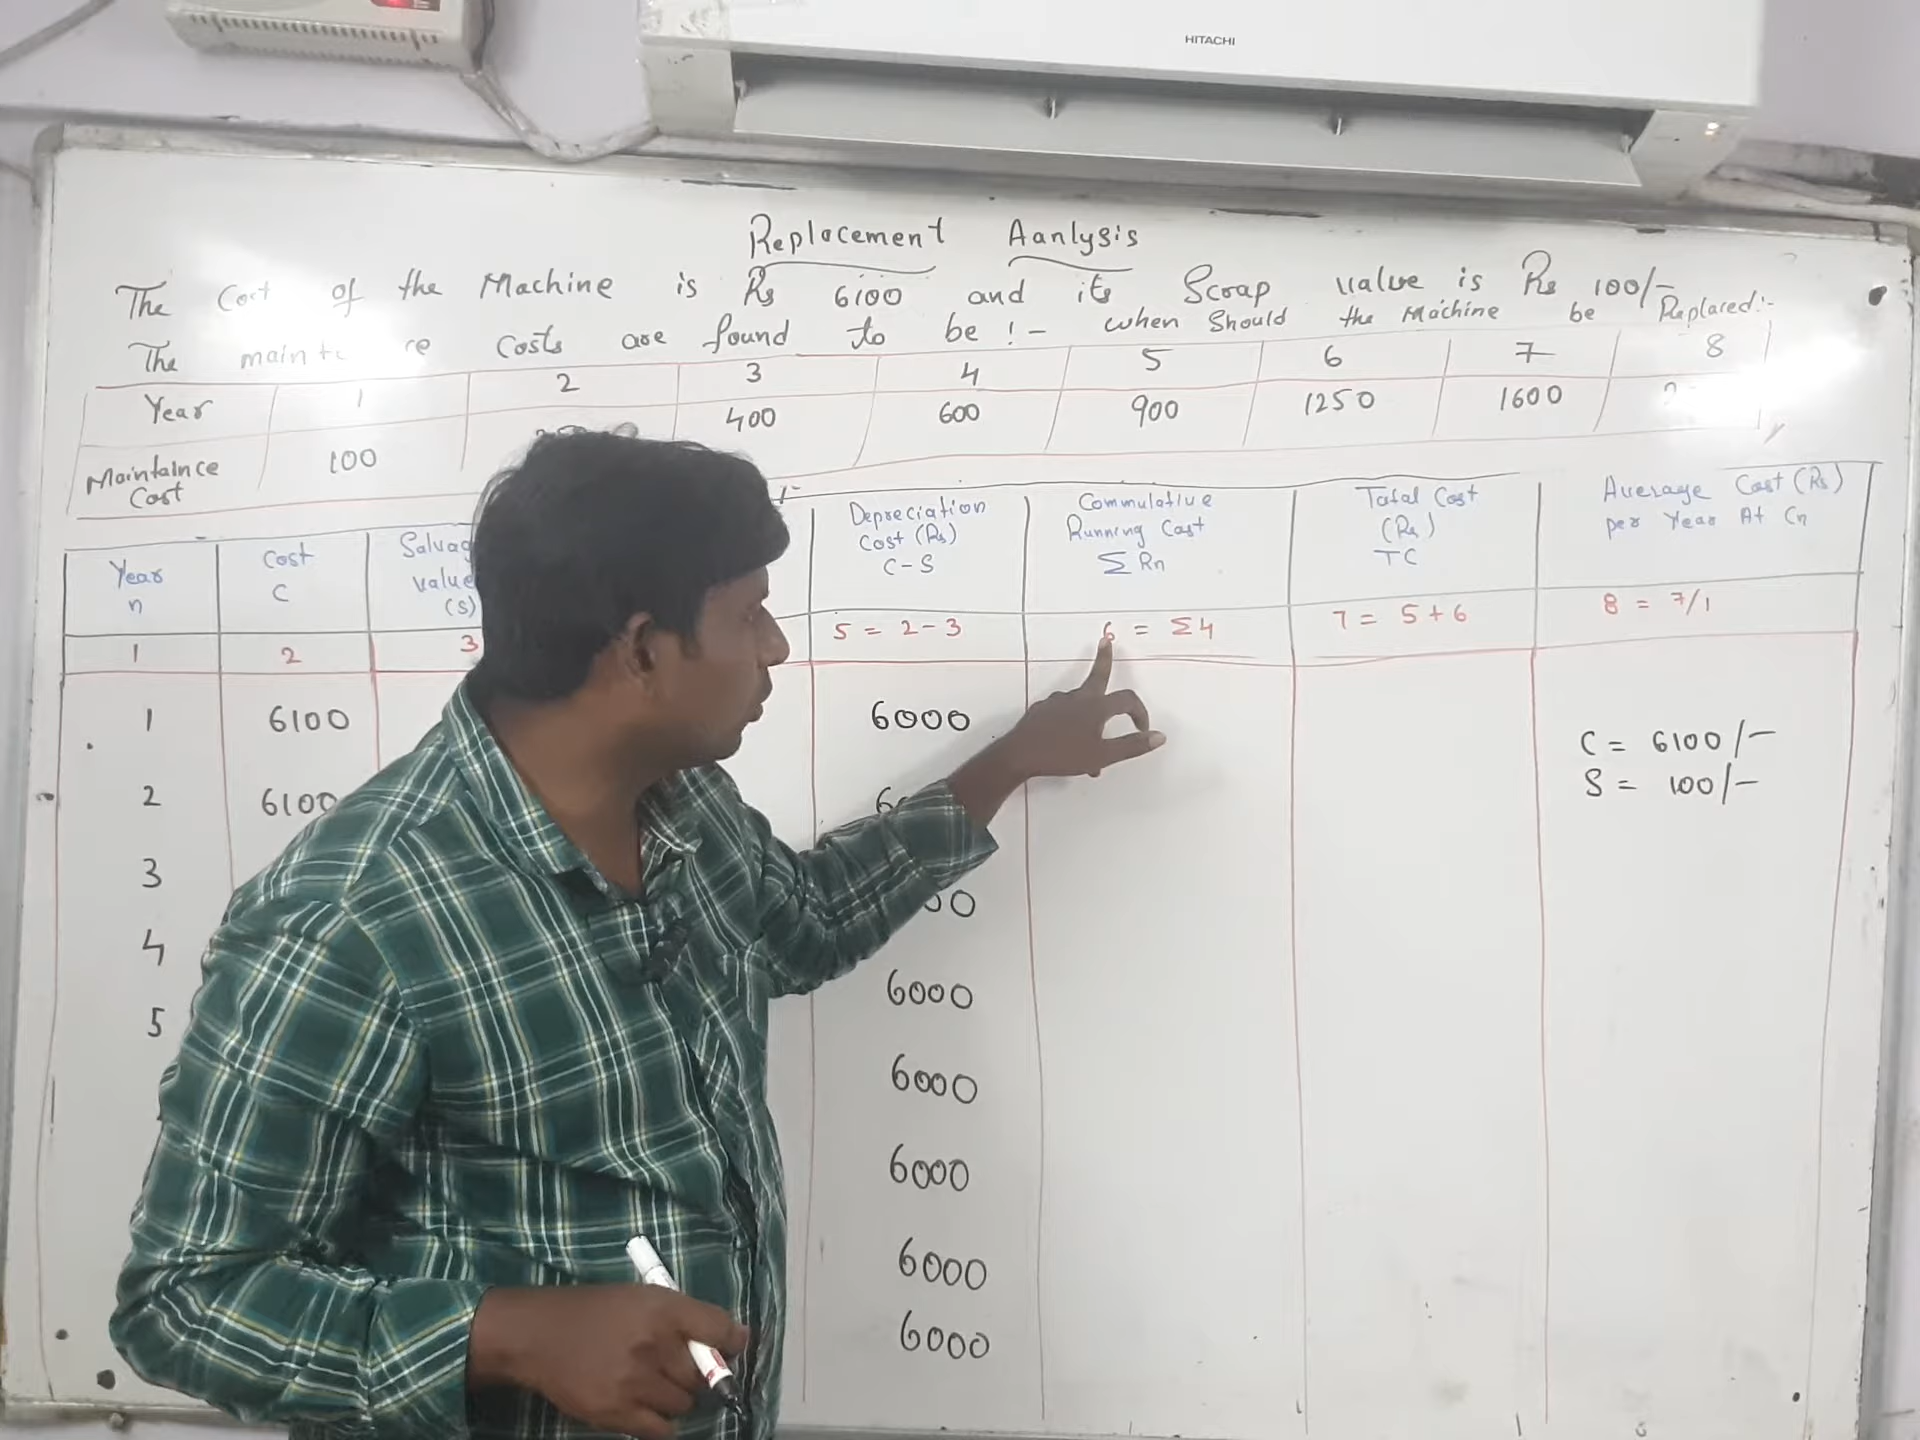 HITACHI
Replacement Aanlysis
The Cost of the Machine is Rs 6100 and its Scrap value is Rs 100/-
The costs are found to be !- when Should the Machine be Replaced:-
Year 1 2 3 4 5 6 7 8
Maintaince Cost 100 400 600 900 1250 1600
Year n
Cost C
value (S)
Depreciation Cost (Rs) C-S
Commulative Running Cost Σ Rn
Total Cost (Rs) TC
Average Cost (Rs) per Year At Cn
1 2 3 5 = 2-3 6 = Σ4 7 = 5+6 8 = 7/1
1 6100 6000
2 6100
3
4 6000
5 6000
6000
6000
6000
C = 6100/-
S = 100/-